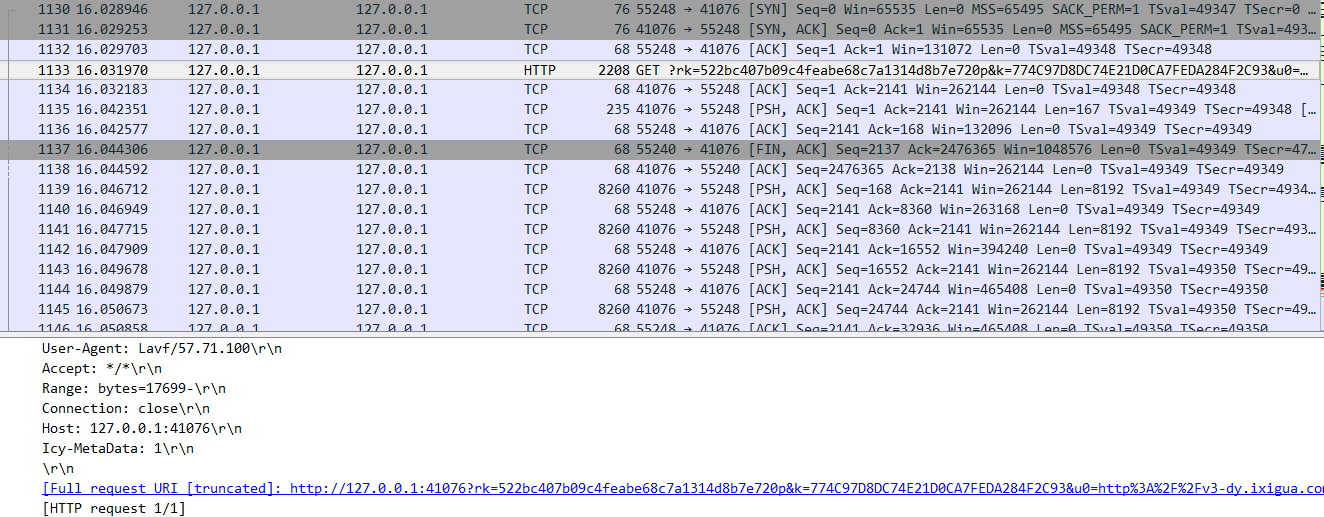 1130 16.028946 127.0.0.1 127.0.0.1 TCP 76 55248 → 41076 [SYN] Seq=0 Win=65535 Len=0 MSS=65495 SACK_PERM=1 TSval=49347 TSecr=0 …
1131 16.029253 127.0.0.1 127.0.0.1 TCP 76 41076 → 55248 [SYN, ACK] Seq=0 Ack=1 Win=65535 Len=0 MSS=65495 SACK_PERM=1 TSval=493…
1132 16.029703 127.0.0.1 127.0.0.1 TCP 68 55248 → 41076 [ACK] Seq=1 Ack=1 Win=131072 Len=0 TSval=49348 TSecr=49348
1133 16.031970 127.0.0.1 127.0.0.1 HTTP 2208 GET ?rk=522bc407b09c4feabe68c7a1314d8b7e720p&k=774C97D8DC74E21D0CA7FEDA284F2C93&u0=…
1134 16.032183 127.0.0.1 127.0.0.1 TCP 68 41076 → 55248 [ACK] Seq=1 Ack=2141 Win=262144 Len=0 TSval=49348 TSecr=49348
1135 16.042351 127.0.0.1 127.0.0.1 TCP 235 41076 → 55248 [PSH, ACK] Seq=1 Ack=2141 Win=262144 Len=167 TSval=49349 TSecr=49348 […
1136 16.042577 127.0.0.1 127.0.0.1 TCP 68 55248 → 41076 [ACK] Seq=2141 Ack=168 Win=132096 Len=0 TSval=49349 TSecr=49349
1137 16.044306 127.0.0.1 127.0.0.1 TCP 68 55240 → 41076 [FIN, ACK] Seq=2137 Ack=2476365 Win=1048576 Len=0 TSval=49349 TSecr=47…
1138 16.044592 127.0.0.1 127.0.0.1 TCP 68 41076 → 55240 [ACK] Seq=2476365 Ack=2138 Win=262144 Len=0 TSval=49349 TSecr=49349
1139 16.046712 127.0.0.1 127.0.0.1 TCP 8260 41076 → 55248 [PSH, ACK] Seq=168 Ack=2141 Win=262144 Len=8192 TSval=49349 TSecr=4934…
1140 16.046949 127.0.0.1 127.0.0.1 TCP 68 55248 → 41076 [ACK] Seq=2141 Ack=8360 Win=263168 Len=0 TSval=49349 TSecr=49349
1141 16.047715 127.0.0.1 127.0.0.1 TCP 8260 41076 → 55248 [PSH, ACK] Seq=8360 Ack=2141 Win=262144 Len=8192 TSval=49349 TSecr=493…
1142 16.047909 127.0.0.1 127.0.0.1 TCP 68 55248 → 41076 [ACK] Seq=2141 Ack=16552 Win=394240 Len=0 TSval=49349 TSecr=49349
1143 16.049678 127.0.0.1 127.0.0.1 TCP 8260 41076 → 55248 [PSH, ACK] Seq=16552 Ack=2141 Win=262144 Len=8192 TSval=49350 TSecr=49…
1144 16.049879 127.0.0.1 127.0.0.1 TCP 68 55248 → 41076 [ACK] Seq=2141 Ack=24744 Win=465408 Len=0 TSval=49350 TSecr=49350
1145 16.050673 127.0.0.1 127.0.0.1 TCP 8260 41076 → 55248 [PSH, ACK] Seq=24744 Ack=2141 Win=262144 Len=8192 TSval=49350 TSecr=49…
1146 16.050858 127.0.0.1 127.0.0.1 TCP 68 55248 → 41076 [ACK] Seq=2141 Ack=32936 Win=465408 Len=0 TSval=49350 TSecr=49350
User-Agent: Lavf/57.71.100\r\n
Accept: */*\r\n
Range: bytes=17699-\r\n
Connection: close\r\n
Host: 127.0.0.1:41076\r\n
Icy-MetaData: 1\r\n
\r\n
[Full request URI [truncated]: http://127.0.0.1:41076?rk=522bc407b09c4feabe68c7a1314d8b7e720p&k=774C97D8DC74E21D0CA7FEDA284F2C93&u0=http%3A%2F%2Fv3-dy.ixigua.co
[HTTP request 1/1]